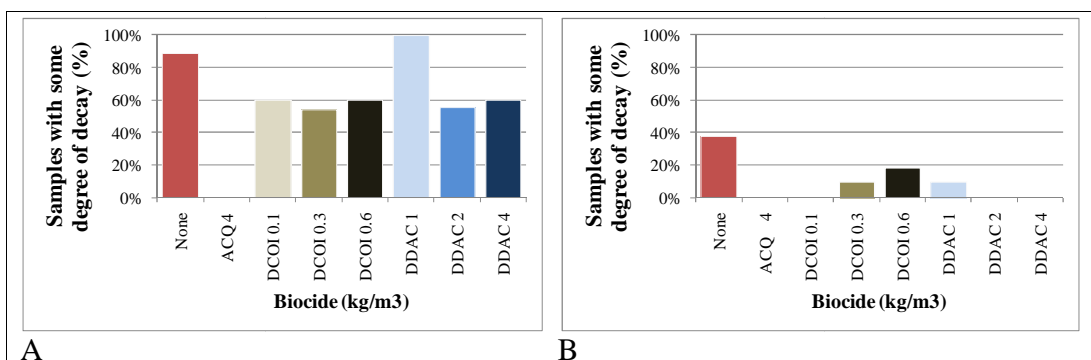 Samples with some
degree of decay (%)
100%
80%
60%
40%
20%
0%
None
ACQ 4
DCOI 0.1
DCOI 0.3
DCOI 0.6
DDAC 1
DDAC 2
DDAC 4
Biocide (kg/m3)
A
Samples with some
degree of decay (%)
100%
80%
60%
40%
20%
0%
None
ACQ 4
DCOI 0.1
DCOI 0.3
DCOI 0.6
DDAC 1
DDAC 2
DDAC 4
Biocide (kg/m3)
B